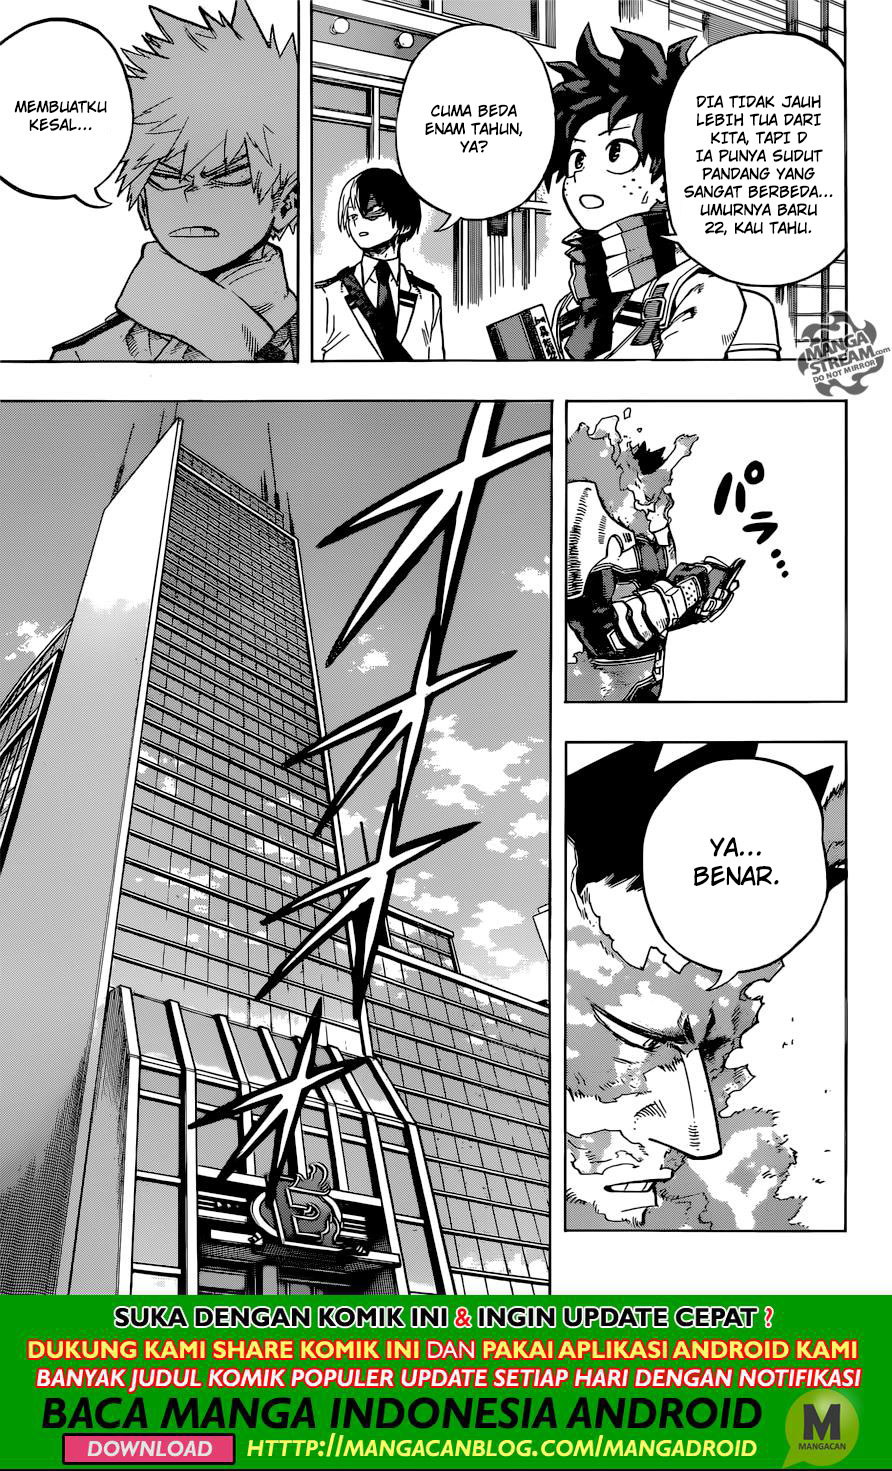 DIA TIDAK JAUH
LEBIH TUA DARI
KITA, TAPI D
IA PUNYA SUDUT
PANDANG YANG
SANGAT BERBEDA...
UMURNYA BARU
22, KAU TAHU.
CUMA BEDA
ENAM TAHUN,
YA?
MEMBUATKU
KESAL...
MANGA
STREAM.com
DO NOT MIRROR
パラ...
YA...
BENAR.
SUKA DENGAN KOMIK INI & INGIN UPDATE CEPAT ?
DUKUNG KAMI SHARE KOMIK INI DAN PAKAI APLIKASI ANDROID KAMI
BANYAK JUDUL KOMIK POPULER UPDATE SETIAP HARI DENGAN NOTIFIKASI
BACA MANGA INDONESIA ANDROID
DOWNLOAD HTTTP://MANGACANBLOG.COM/MANGADROID
M
MANGACAN